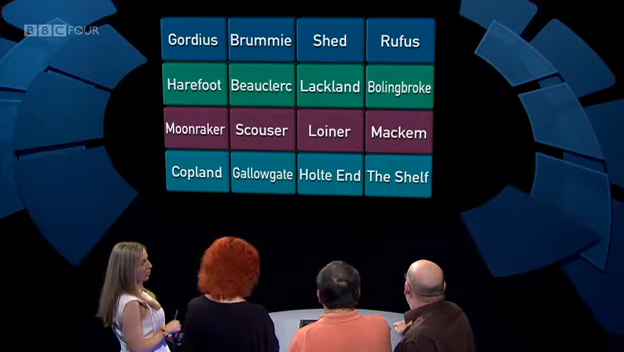 BBC FOUR
Gordius Brummie Shed Rufus
Harefoot Beauclerc Lackland Bolingbroke
Moonraker Scouser Loiner Mackem
Copland Gallowgate Holte End The Shelf